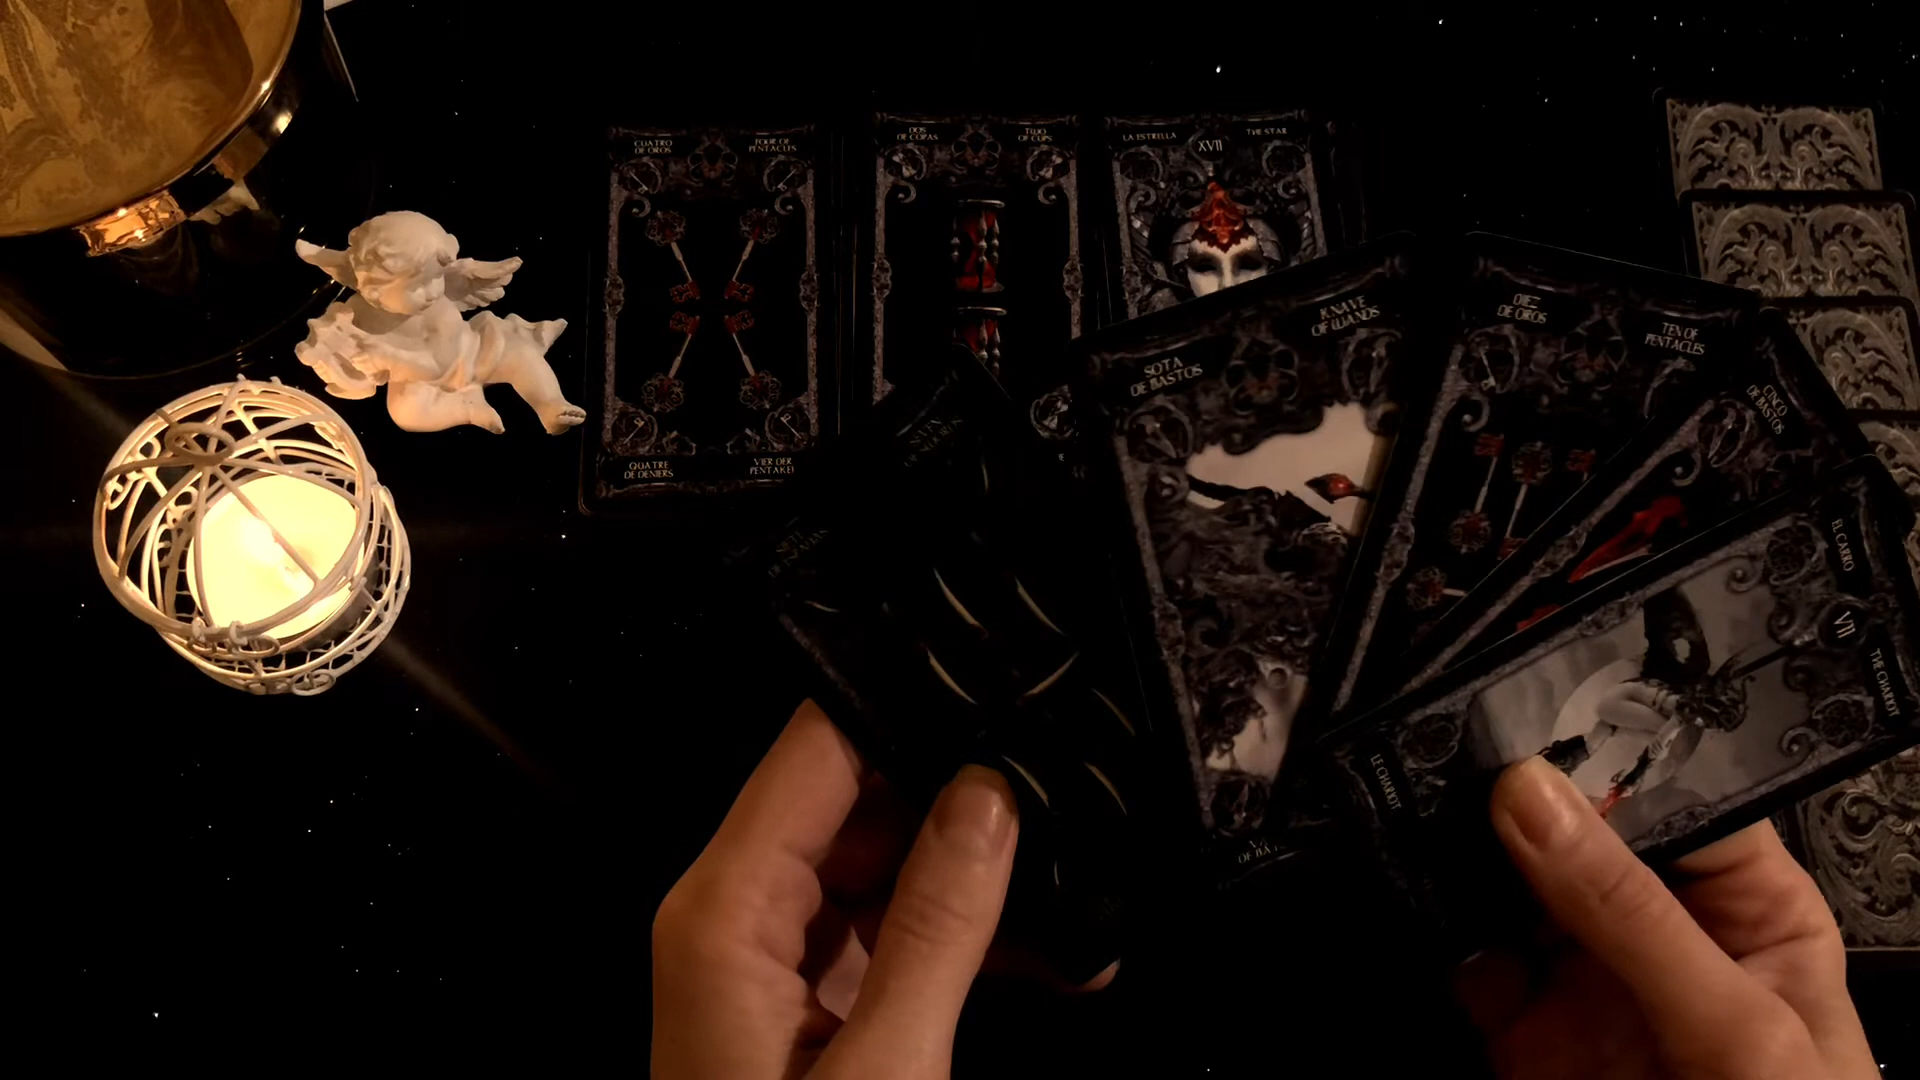 CUATRO
DE OROS
FOUR OF
PENTACLES
QUATRE
DE DENIERS
VIER DER
PENTAKEL
DOS
DE COPAS
TWO
OF CUPS
LA ESTRELLA
XVII
THE STAR
SOTA
DE BASTOS
KNAVE
OF WANDS
DIEZ
DE OROS
TEN OF
PENTACLES
CINCO
DE BASTOS
EL CARRO
VII
THE CHARIOT
LE CHARIOT